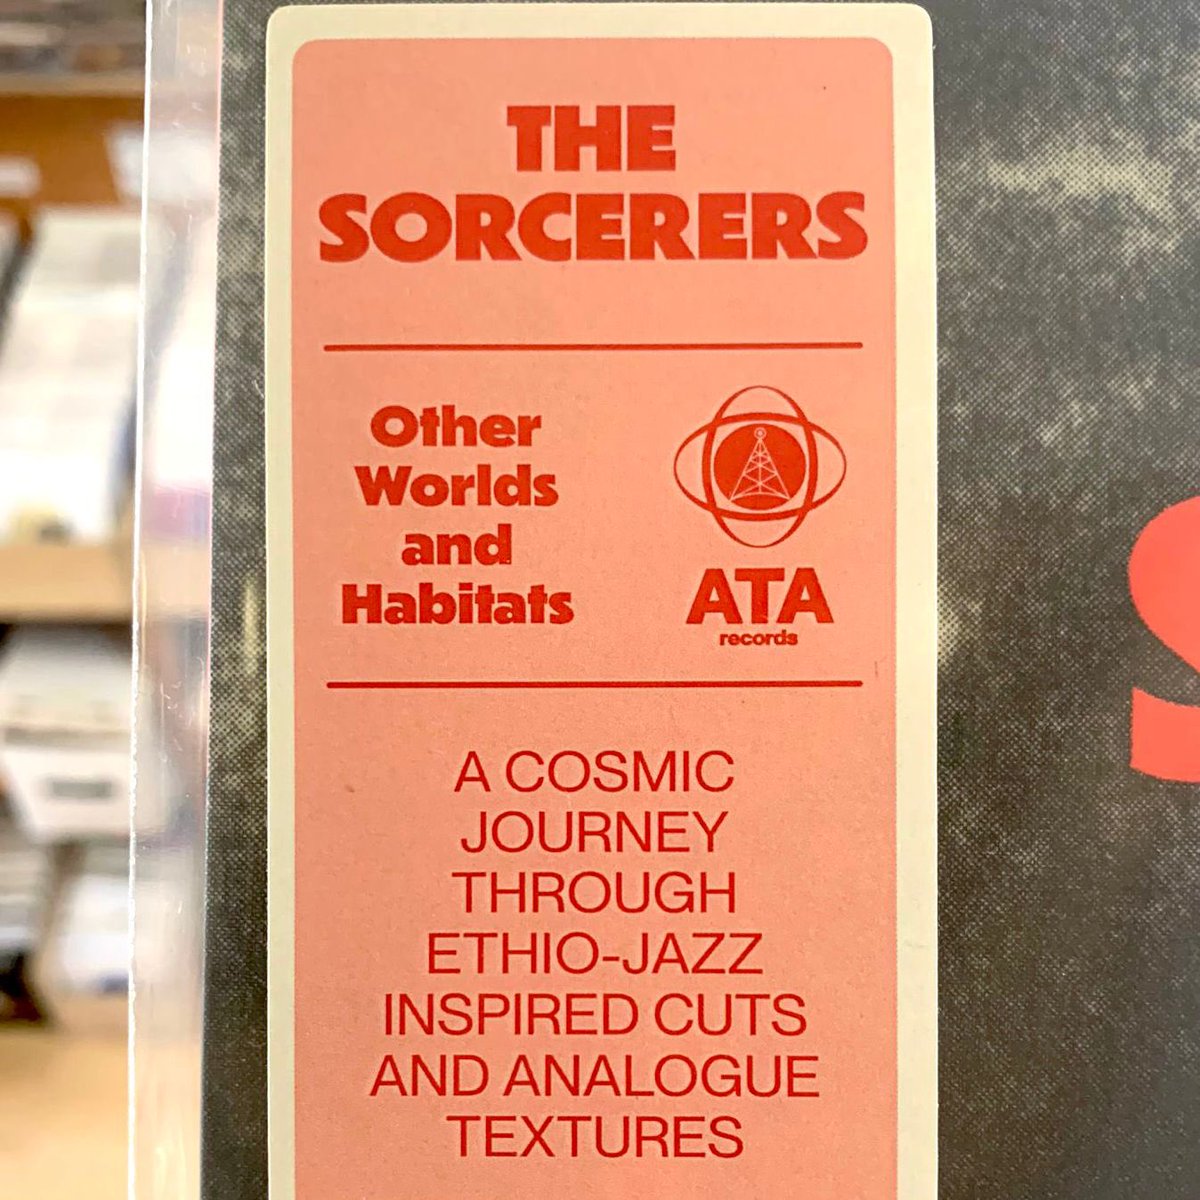 THE
SORCERERS
Other
Worlds
and
Habitats
ATA
records
A COSMIC
JOURNEY
THROUGH
ETHIO-JAZZ
INSPIRED CUTS
AND ANALOGUE
TEXTURES
S